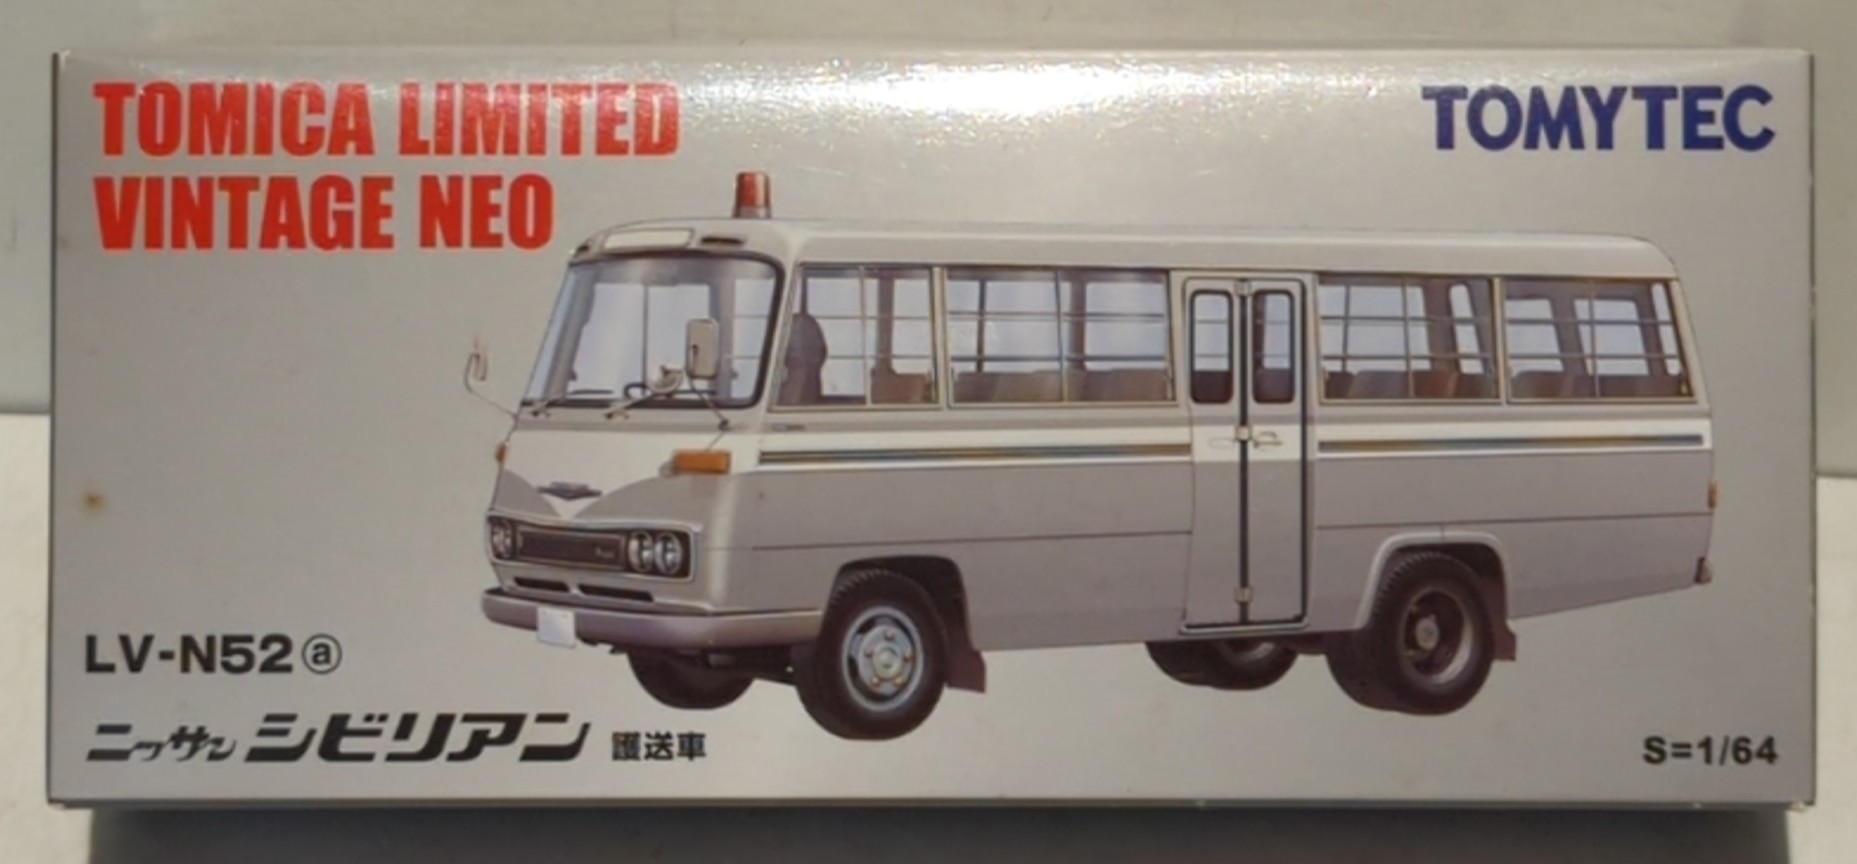 TOMICA LIMITED
VINTAGE NEO
TOMYTEC
LV-N52ⓐ
ニッサン シビリアン 護送車
S=1/64